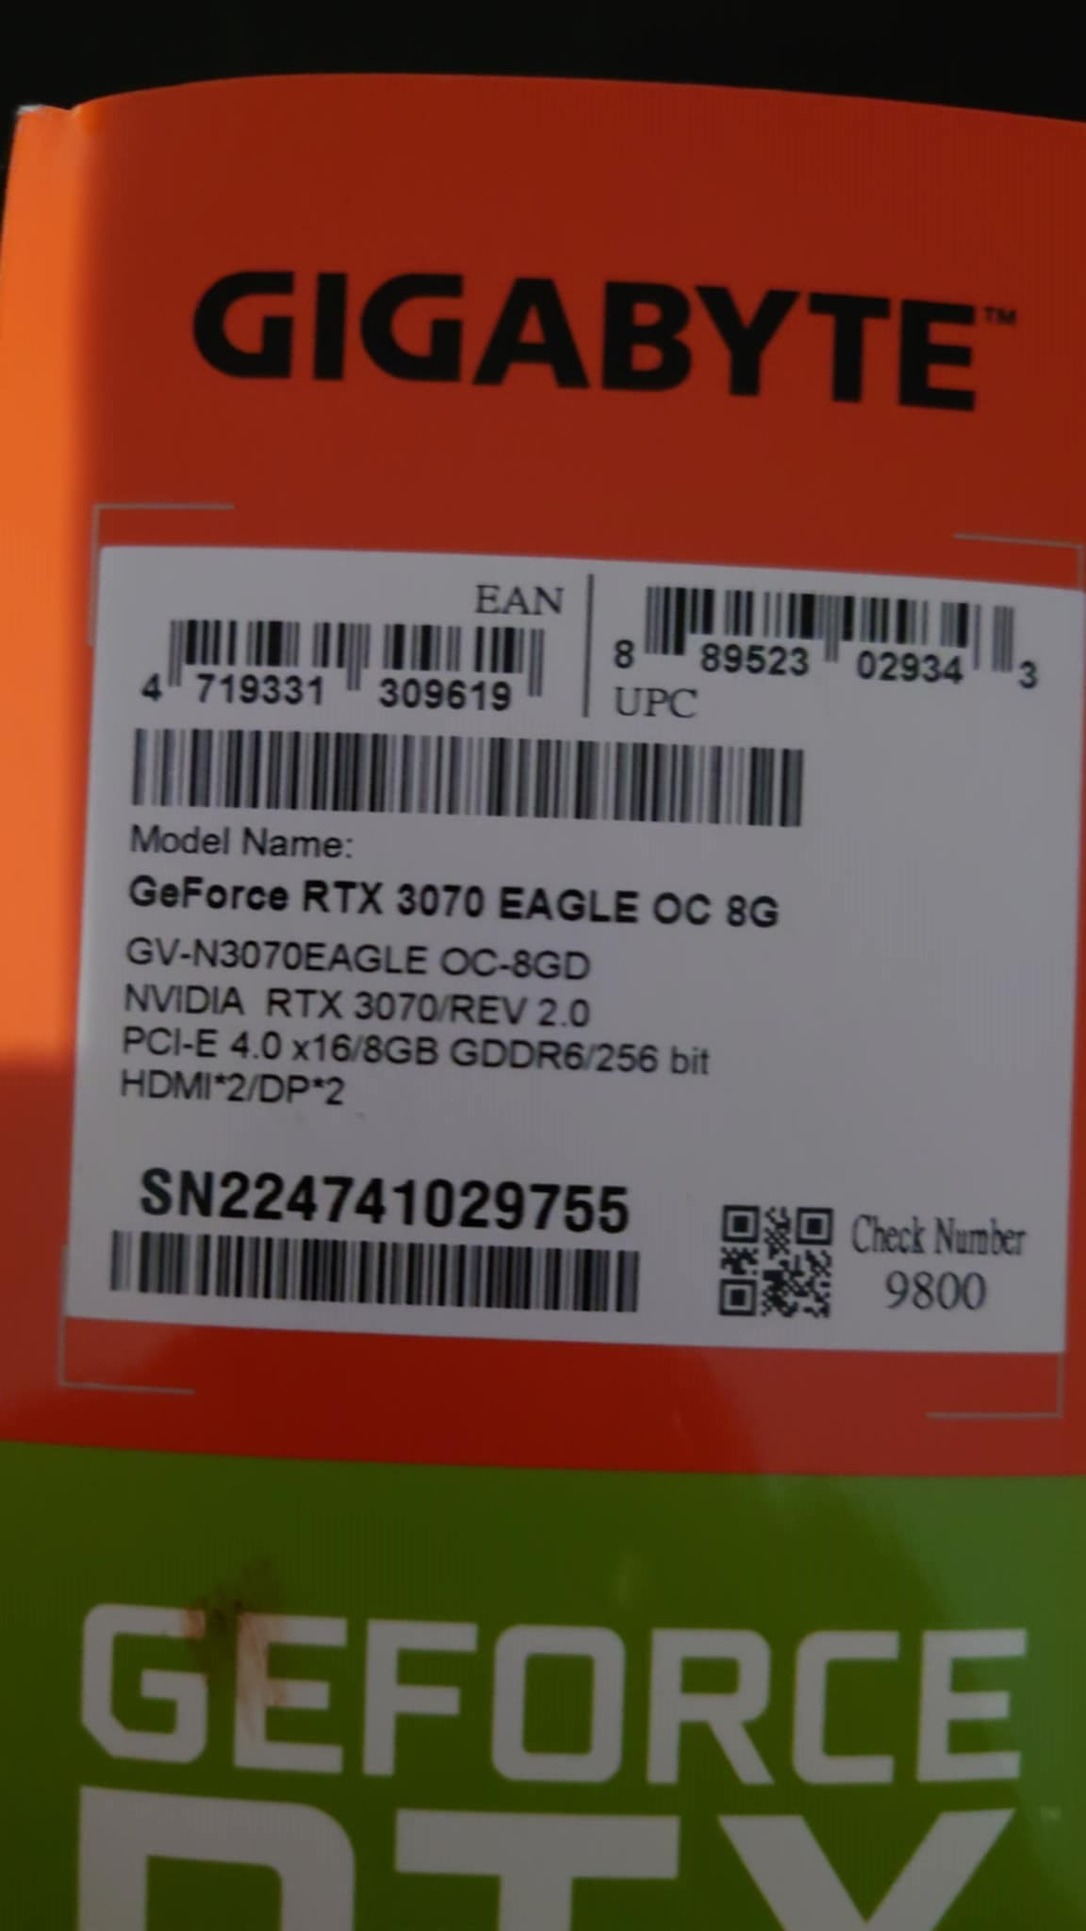 GIGABYTE™
EAN
4 719331 309619
8 89523 02934 3
UPC
Model Name:
GeForce RTX 3070 EAGLE OC 8G
GV-N3070EAGLE OC-8GD
NVIDIA RTX 3070/REV 2.0
PCI-E 4.0 x16/8GB GDDR6/256 bit
HDMI*2/DP*2
SN224741029755
Check Number
9800
GEFORCE
RTX